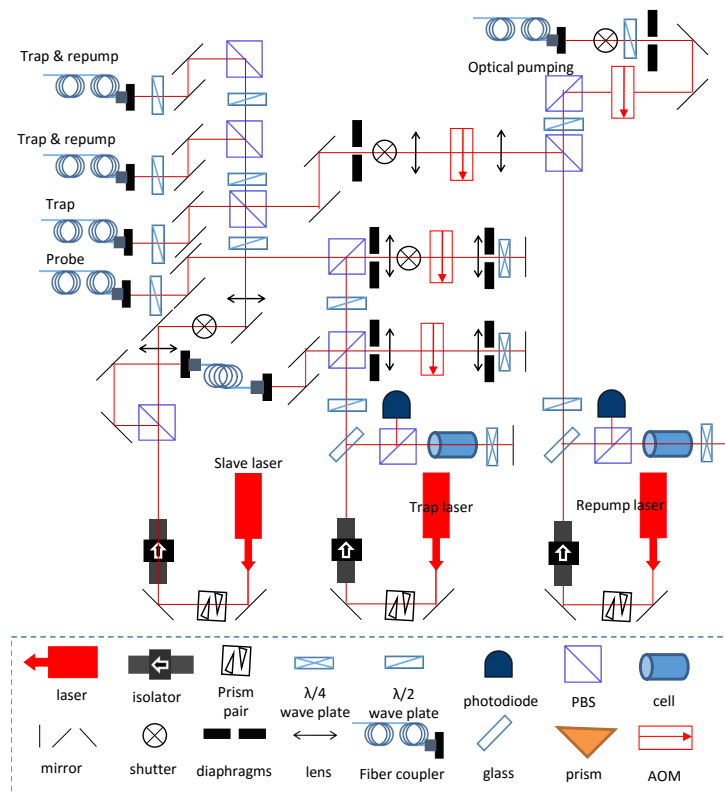 Trap & repump
Optical pumping
Trap & repump
Trap
Probe
Slave laser
Trap laser
Repump laser
laser
isolator
Prism
pair
λ/4
wave plate
λ/2
wave plate
photodiode
PBS
cell
mirror
shutter
diaphragms
lens
Fiber coupler
glass
prism
AOM